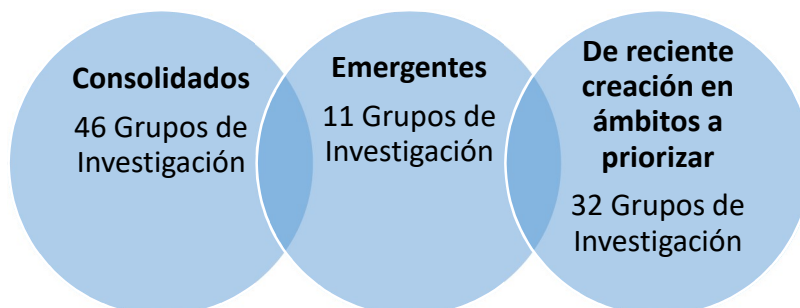 Consolidados
46 Grupos de
Investigación
Emergentes
11 Grupos de
Investigación
De reciente
creación en
ámbitos a
priorizar
32 Grupos de
Investigación